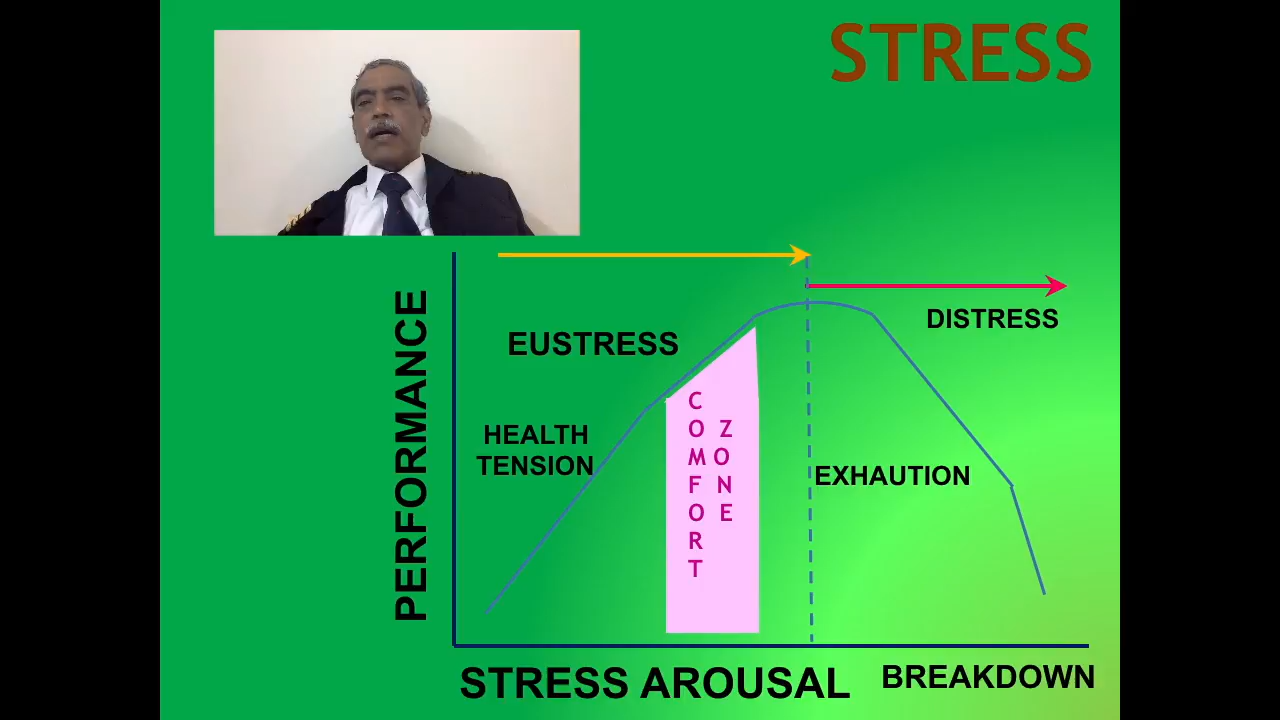 STRESS
DISTRESS
EUSTRESS
PERFORMANCE
HEALTH
TENSION
COMFORT
ZONE
EXHAUTION
STRESS AROUSAL
BREAKDOWN